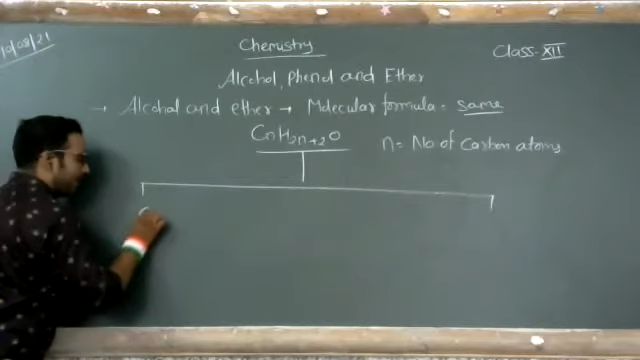 10/08/21
Chemistry
Class-XII
Alcohol, Phenol and Ether
→ Alcohol and ether → Molecular formula = same
CnH2n+2O
n = No of Carbon atoms